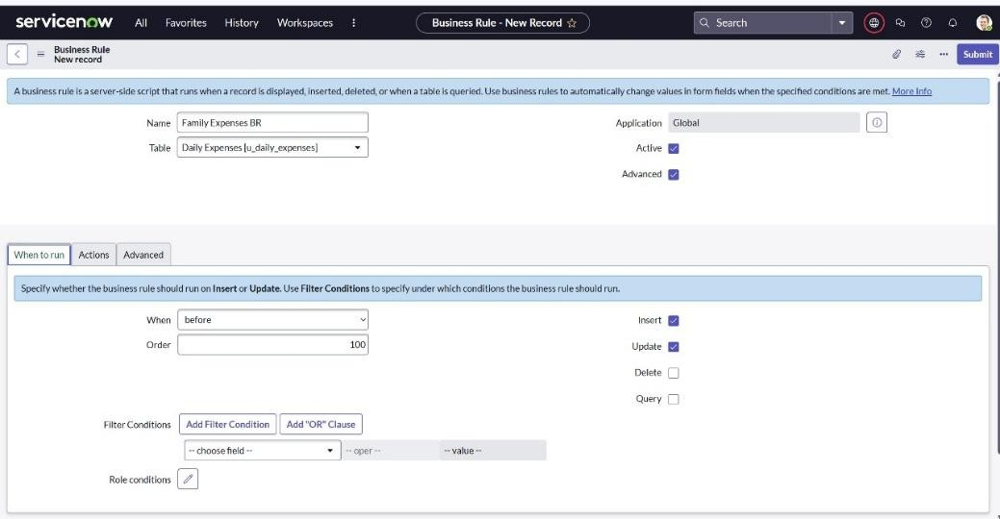 servicenow All Favorites History Workspaces Business Rule - New Record Search
Business Rule
New record
Submit
A business rule is a server-side script that runs when a record is displayed, inserted, deleted, or when a table is queried. Use business rules to automatically change values in form fields when the specified conditions are met. More Info
Name Family Expenses BR Application Global
Table Daily Expenses [u_daily_expenses] Active
Advanced
When to run Actions Advanced
Specify whether the business rule should run on Insert or Update. Use Filter Conditions to specify under which conditions the business rule should run.
When before Insert
Order 100 Update
Delete
Query
Filter Conditions Add Filter Condition Add "OR" Clause
-- choose field -- -- oper -- -- value --
Role conditions